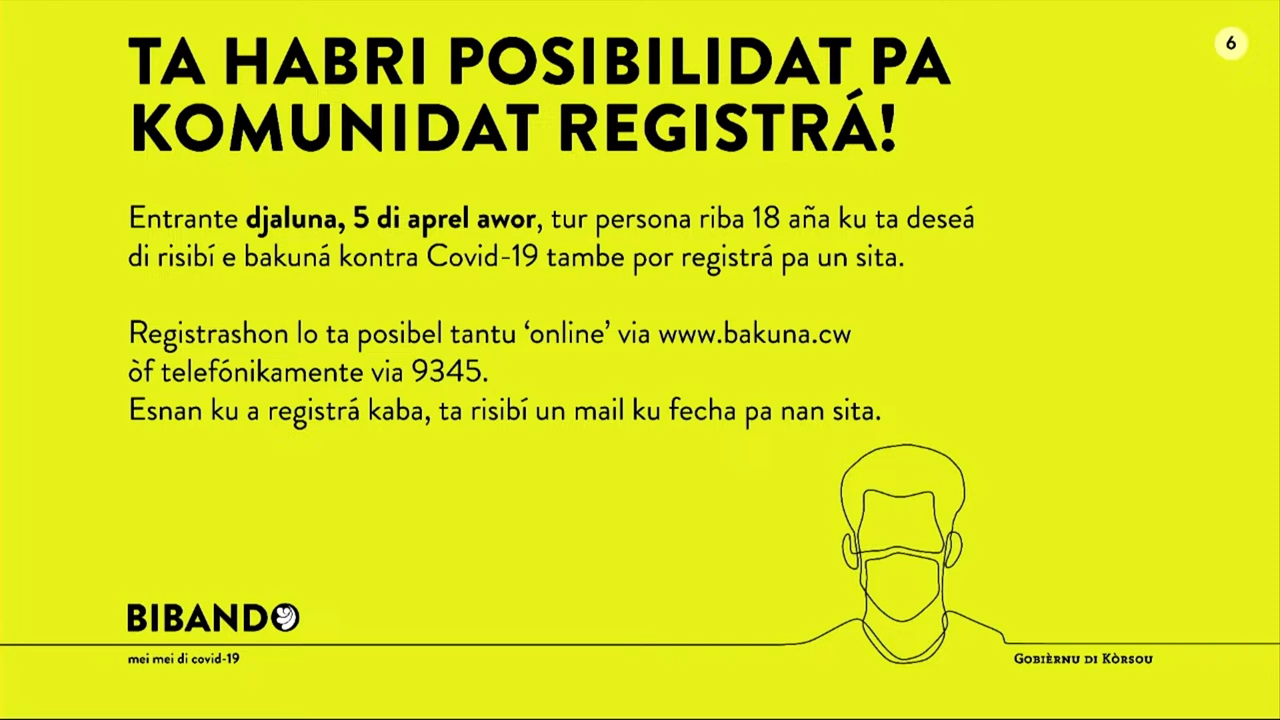 6
TA HABRI POSIBILIDAT PA
KOMUNIDAT REGISTRÁ!
Entrante djaluna, 5 di aprel awor, tur persona riba 18 aña ku ta deseá
di risibí e bakuná kontra Covid-19 tambe por registrá pa un sita.
Registrashon lo ta posibel tantu ‘online’ via www.bakuna.cw
òf telefónikamente via 9345.
Esnan ku a registrá kaba, ta risibí un mail ku fecha pa nan sita.
BIBANDO
mei mei di covid-19
Gobièrnu di Kòrsou